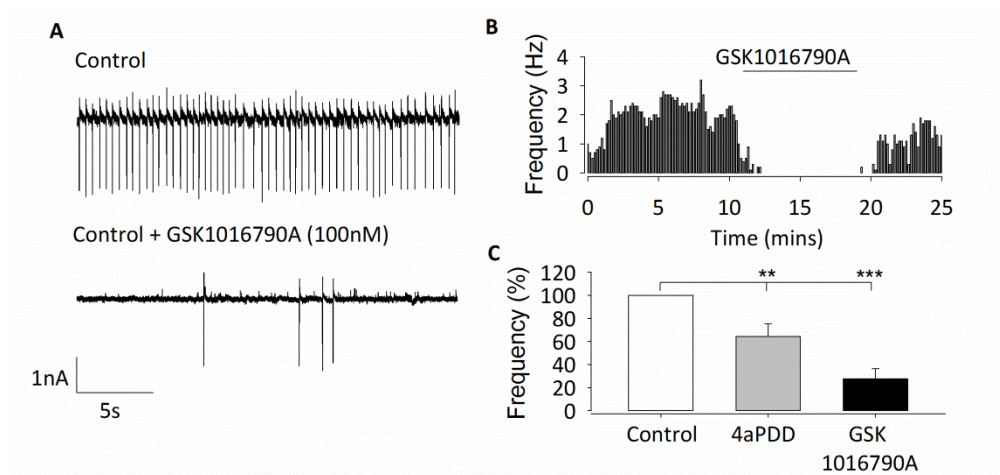 A
Control
Control + GSK1016790A (100nM)
1nA
5s
B
GSK1016790A
Frequency (Hz)
4
3
2
1
0
0 5 10 15 20 25
Time (mins)
C
Frequency (%)
120
100
80
60
40
20
0
** ***
Control 4aPDD GSK
1016790A